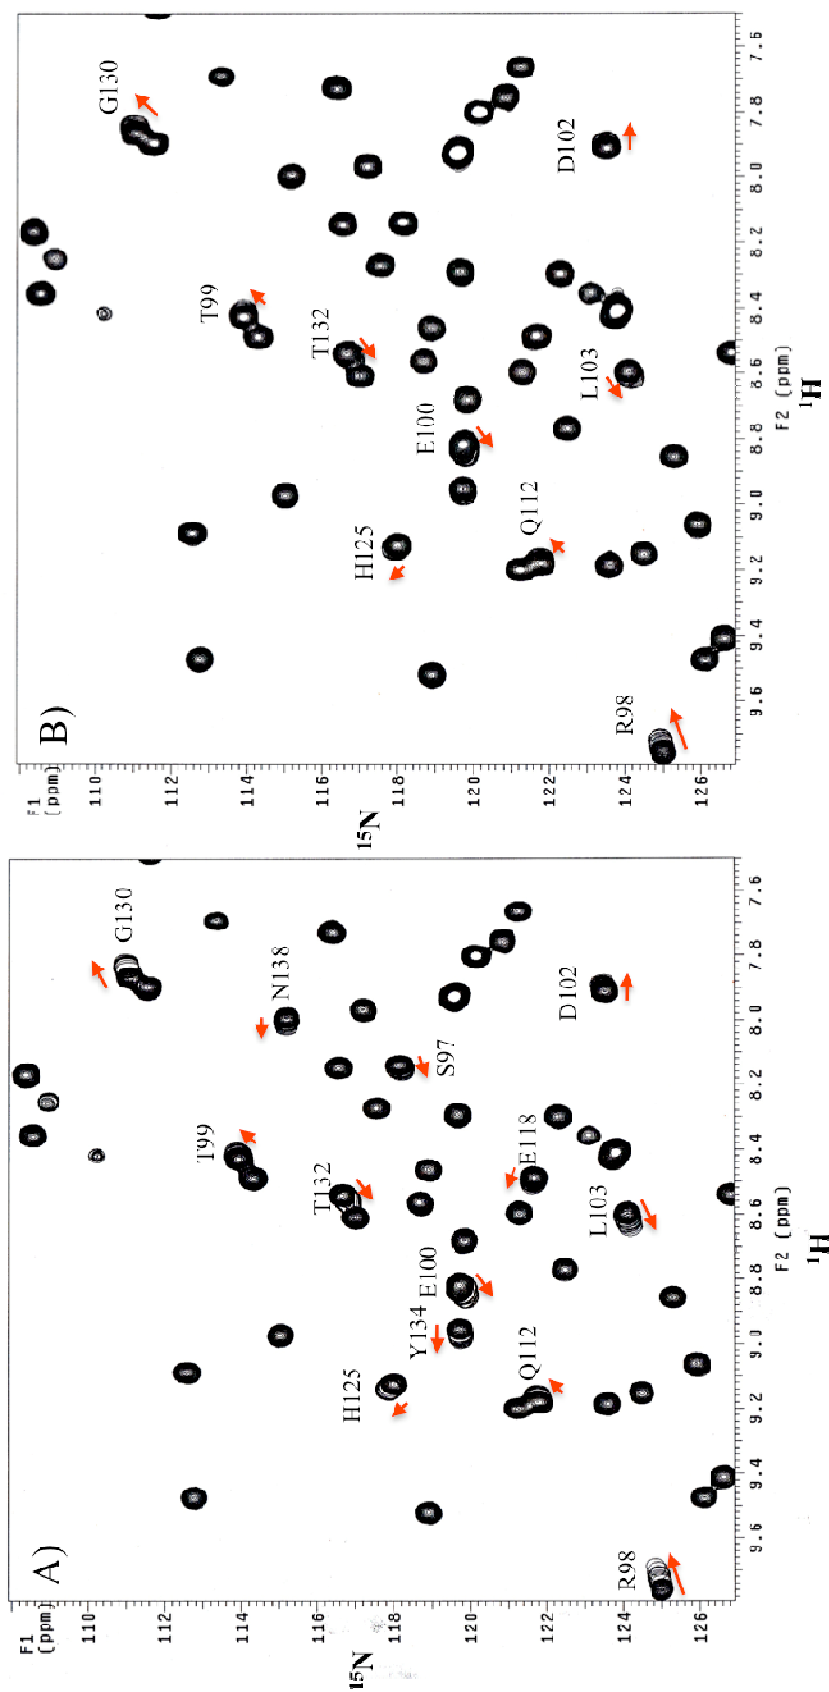 B)
F1
(ppm)
110
112
114
116
118
120
122
124
126
15N
7.6
7.8
8.0
8.2
8.4
8.6
8.8
9.0
9.2
9.4
9.6
F2 (ppm)
1H
G130
T99
T132
E100
H125
Q112
L103
D102
R98
A)
F1
(ppm)
110
112
114
116
118
120
122
124
126
15N
7.6
7.8
8.0
8.2
8.4
8.6
8.8
9.0
9.2
9.4
9.6
F2 (ppm)
1H
G130
N138
S97
T99
T132
E118
E100
Y134
H125
Q112
L103
D102
R98